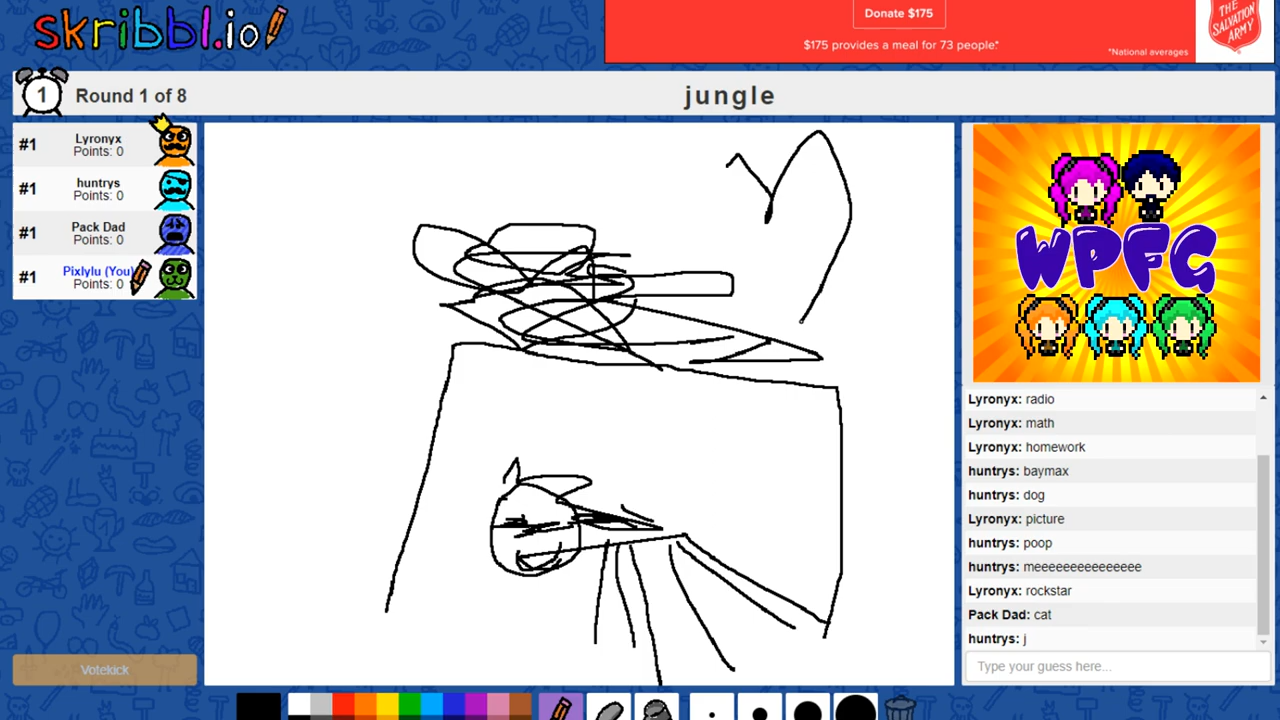 skribbl.io
Donate $175
$175 provides a meal for 73 people.*
*National averages
THE
SALVATION
ARMY
1
Round 1 of 8
jungle
#1
Lyronyx
Points: 0
#1
huntrys
Points: 0
#1
Pack Dad
Points: 0
#1
Pixlylu (You)
Points: 0
WPFG
Lyronyx: radio
Lyronyx: math
Lyronyx: homework
huntrys: baymax
huntrys: dog
Lyronyx: picture
huntrys: poop
huntrys: meeeeeeeeeeeeeee
Lyronyx: rockstar
Pack Dad: cat
huntrys: j
Votekick
Type your guess here...